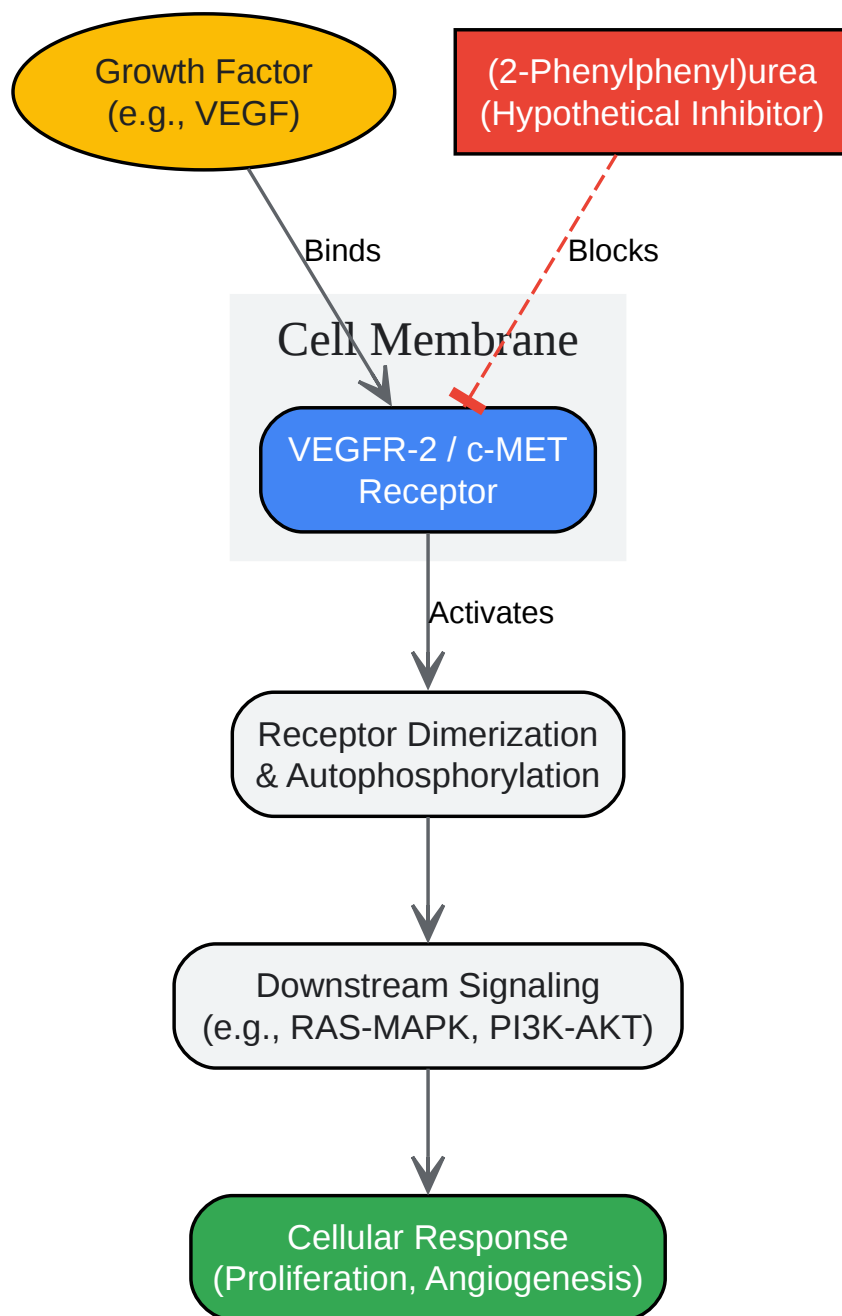 Growth Factor
(e.g., VEGF)
(2-Phenylphenyl)urea
(Hypothetical Inhibitor)
Binds
Blocks
Cell Membrane
VEGFR-2 / c-MET
Receptor
Activates
Receptor Dimerization
& Autophosphorylation
Downstream Signaling
(e.g., RAS-MAPK, PI3K-AKT)
Cellular Response
(Proliferation, Angiogenesis)